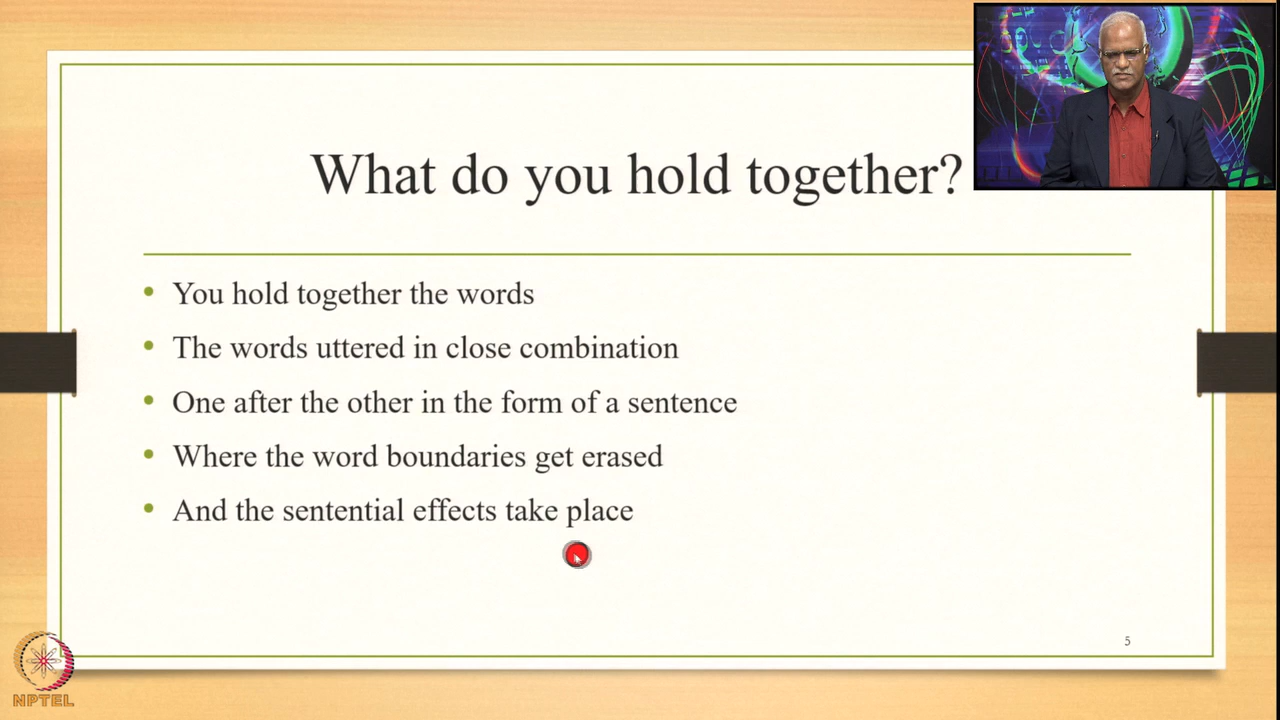 What do you hold together?
You hold together the words
The words uttered in close combination
One after the other in the form of a sentence
Where the word boundaries get erased
And the sentential effects take place
5
NPTEL